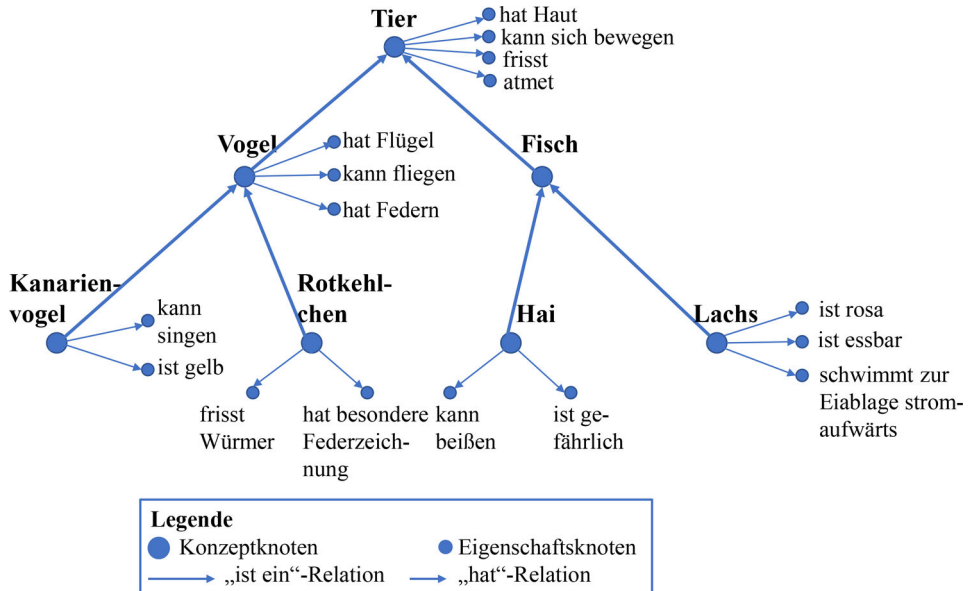 Tier
hat Haut
kann sich bewegen
frisst
atmet
Vogel
hat Flügel
kann fliegen
hat Federn
Fisch
Kanarien-
vogel
kann
singen
ist gelb
Rotkehl-
chen
frisst
Würmer
hat besondere
Federzeich-
nung
Hai
kann
beißen
ist ge-
fährlich
Lachs
ist rosa
ist essbar
schwimmt zur
Eiablage strom-
aufwärts
Legende
Konzeptknoten
Eigenschaftsknoten
„ist ein“-Relation
„hat“-Relation